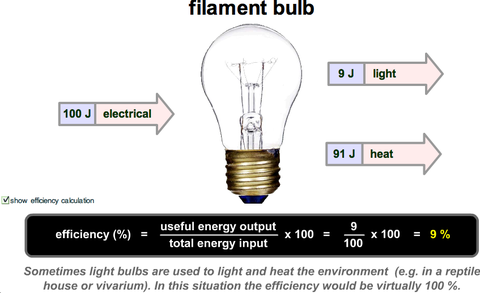 filament bulb
9 J light
100 J electrical
91 J heat
show efficiency calculation
efficiency (%) = useful energy output / total energy input x 100 = 9 / 100 x 100 = 9 %
Sometimes light bulbs are used to light and heat the environment (e.g. in a reptile
house or vivarium). In this situation the efficiency would be virtually 100 %.